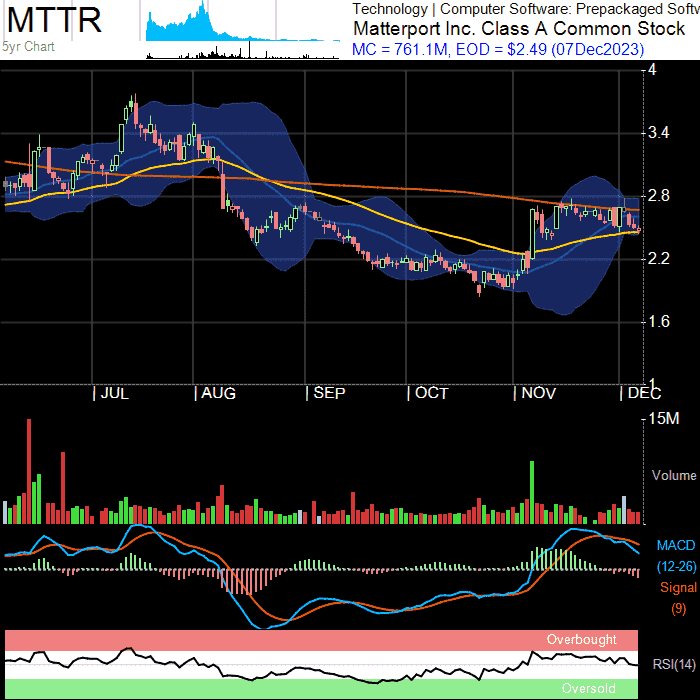 MTTR
5yr Chart
Technology | Computer Software: Prepackaged Softw
Matterport Inc. Class A Common Stock
MC = 761.1M, EOD = $2.49 (07Dec2023)
4
3.4
2.8
2.2
1.6
1
| JUL | AUG | SEP | OCT | NOV | DEC
15M
Volume
MACD
(12-26)
Signal
(9)
Overbought
RSI(14)
Oversold